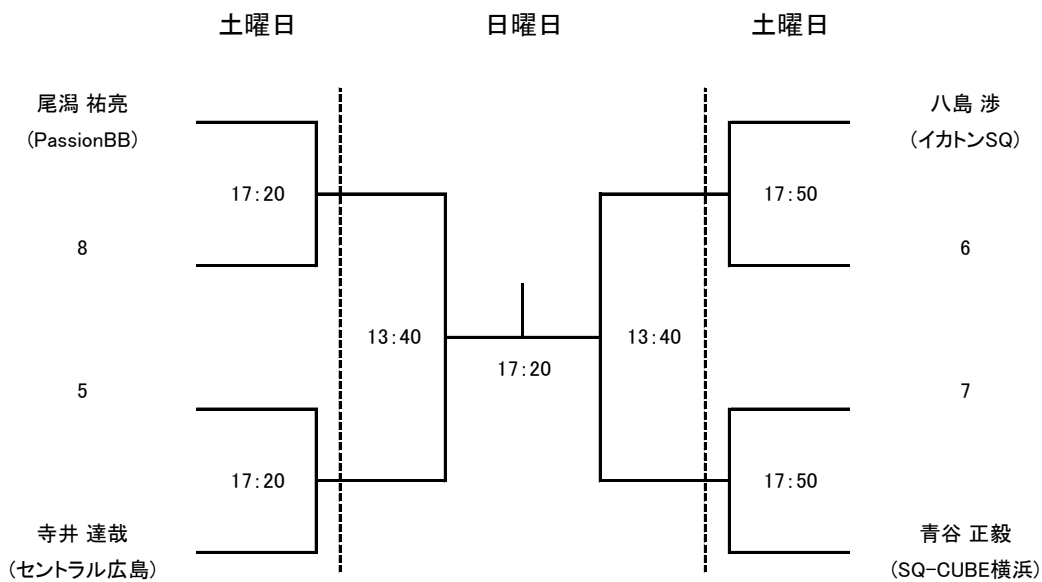 土曜日
日曜日
土曜日
尾潟 祐亮
(PassionBB)
八島 渉
(イカトンSQ)
17:20
17:50
8
6
13:40
13:40
17:20
5
7
17:20
17:50
寺井 達哉
(セントラル広島)
青谷 正毅
(SQ-CUBE横浜)